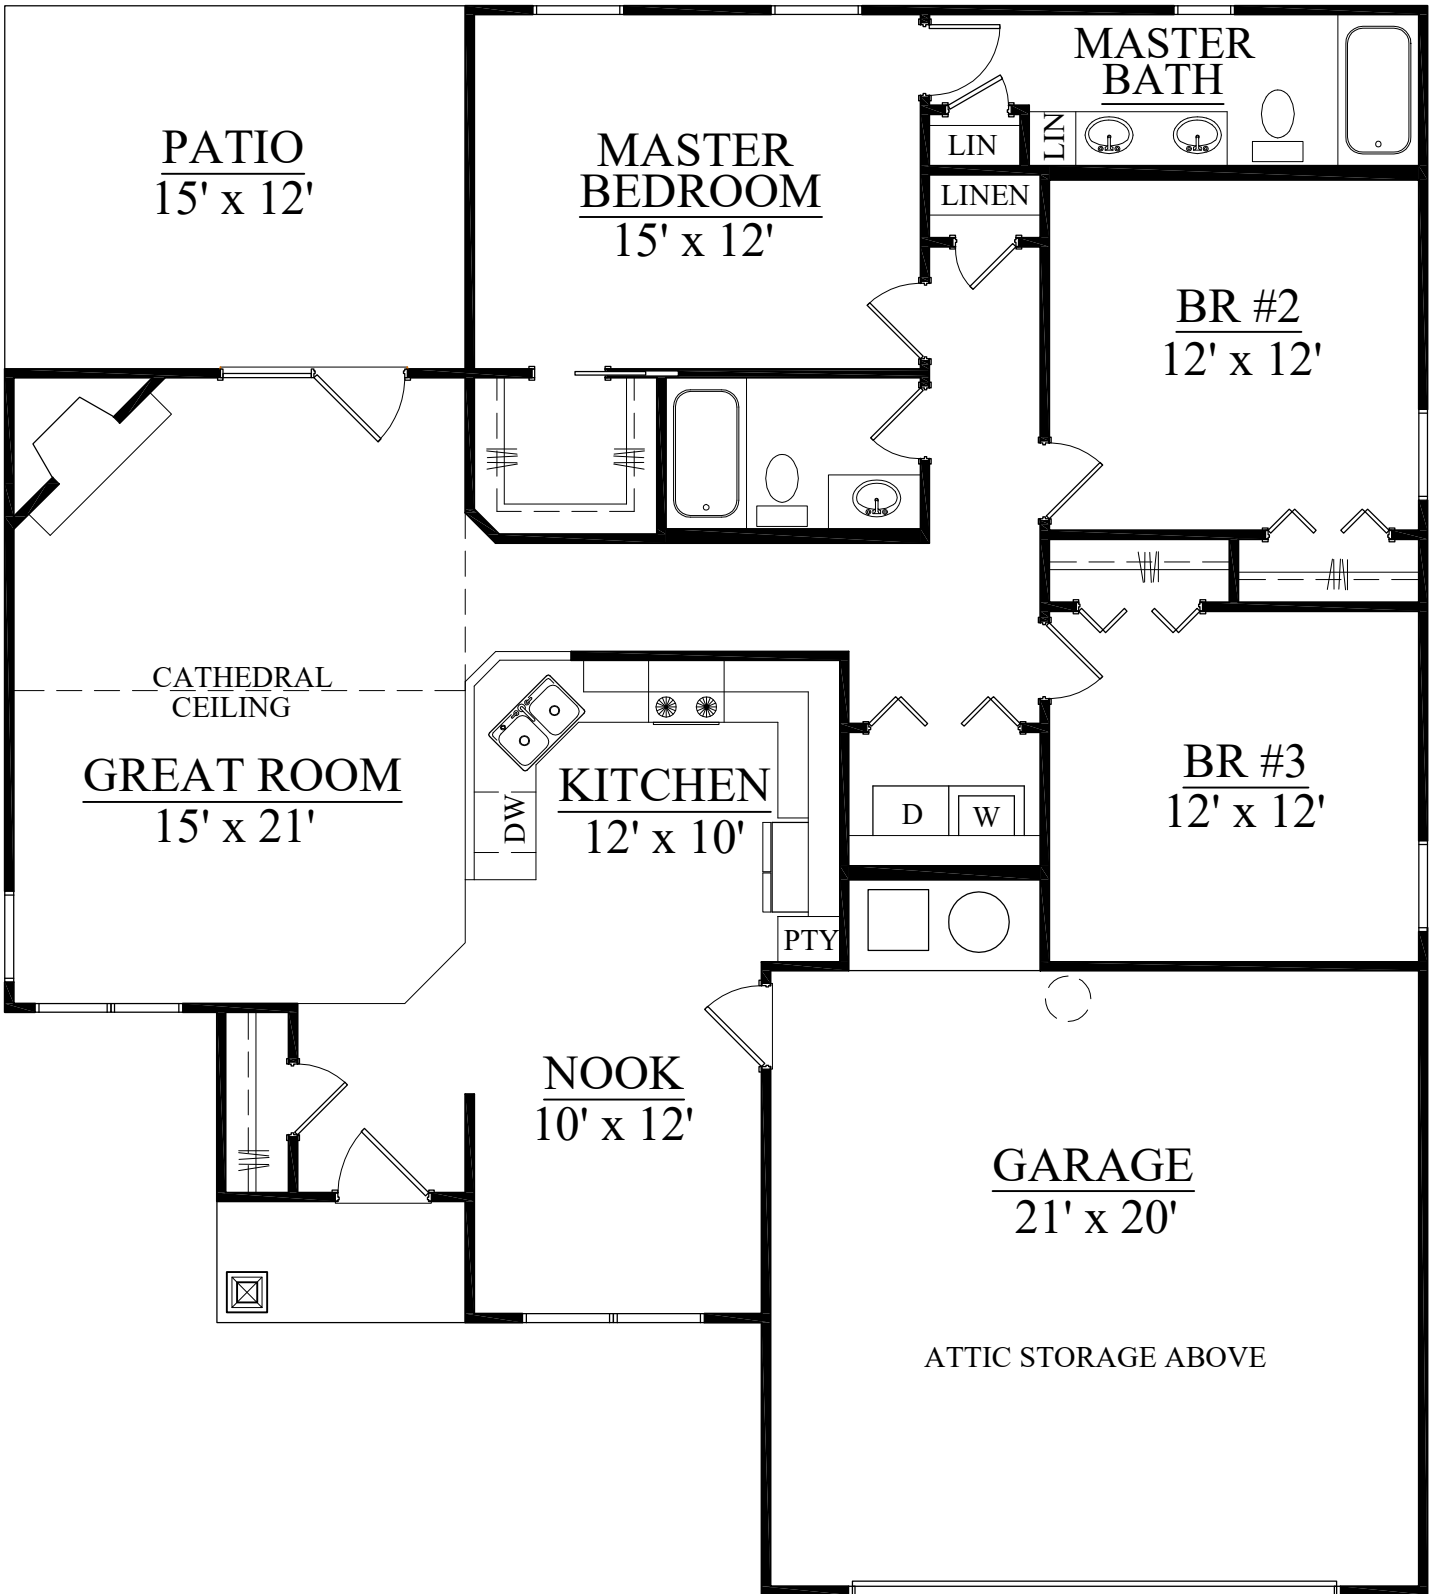 PATIO
15' x 12'
MASTER
BEDROOM
15' x 12'
MASTER
BATH
LIN
LIN
LINEN
BR #2
12' x 12'
CATHEDRAL
CEILING
GREAT ROOM
15' x 21'
KITCHEN
12' x 10'
DW
D
W
BR #3
12' x 12'
PTY
NOOK
10' x 12'
GARAGE
21' x 20'
ATTIC STORAGE ABOVE